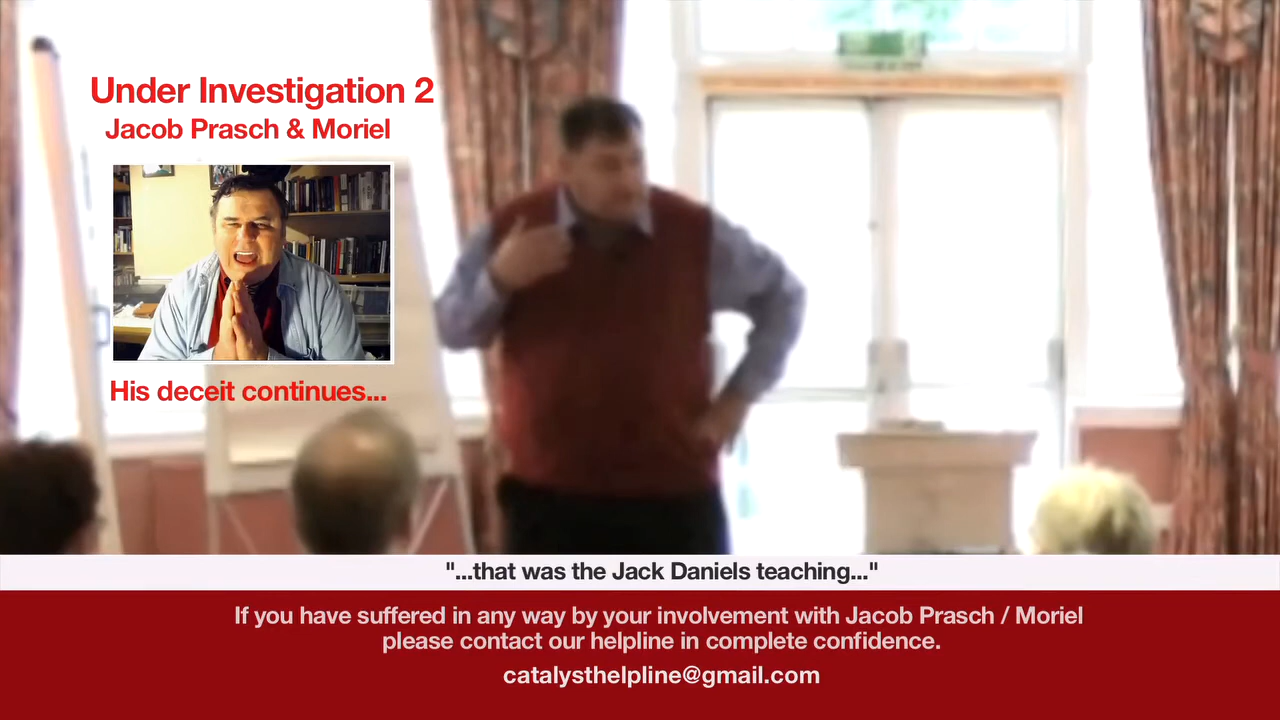 Under Investigation 2
Jacob Prasch & Moriel
His deceit continues...
"...that was the Jack Daniels teaching..."
If you have suffered in any way by your involvement with Jacob Prasch / Moriel
please contact our helpline in complete confidence.
catalysthelpline@gmail.com